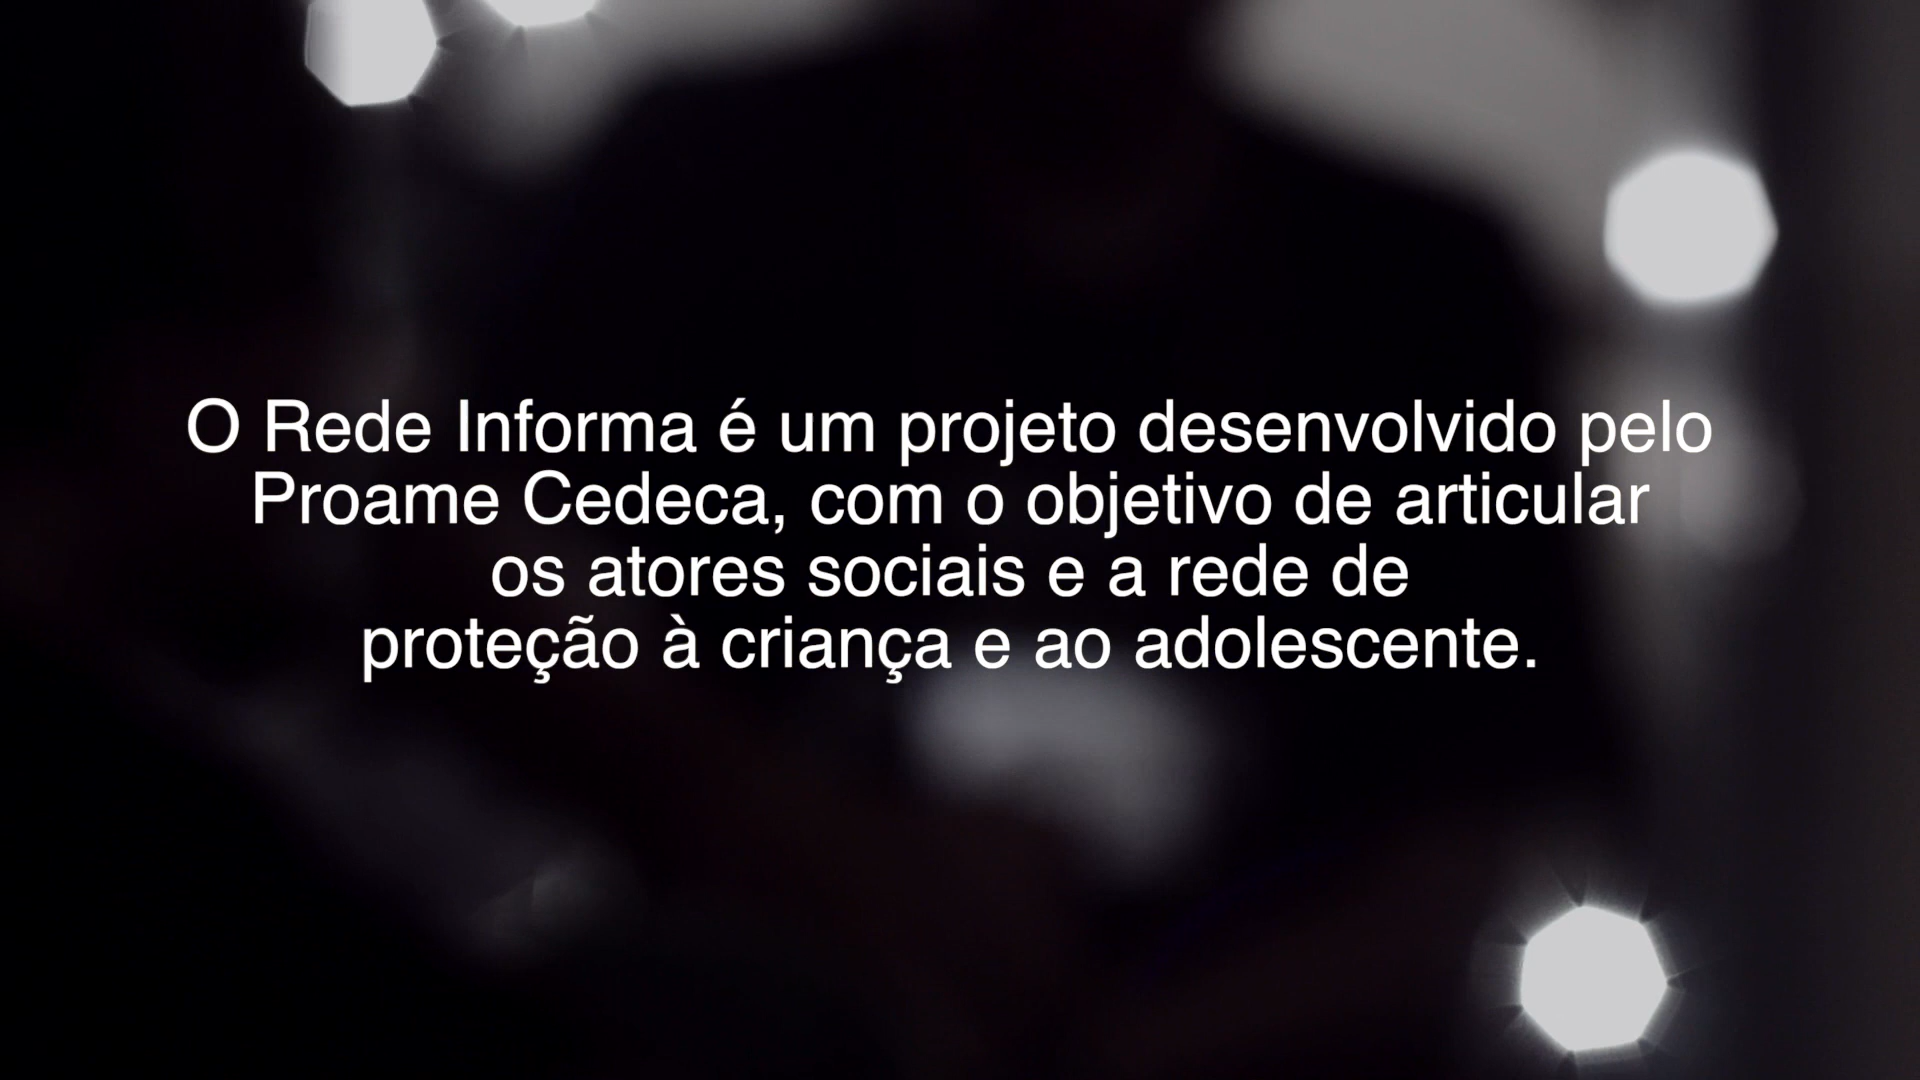 O Rede Informa é um projeto desenvolvido pelo
Proame Cedeca, com o objetivo de articular
os atores sociais e a rede de
proteção à criança e ao adolescente.